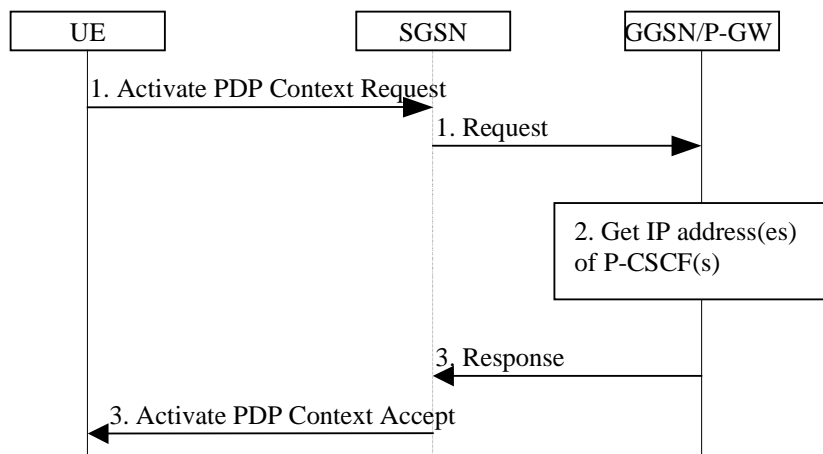 UE
SGSN
GGSN/P-GW
1. Activate PDP Context Request
1. Request
2. Get IP address(es)
of P-CSCF(s)
3. Response
3. Activate PDP Context Accept